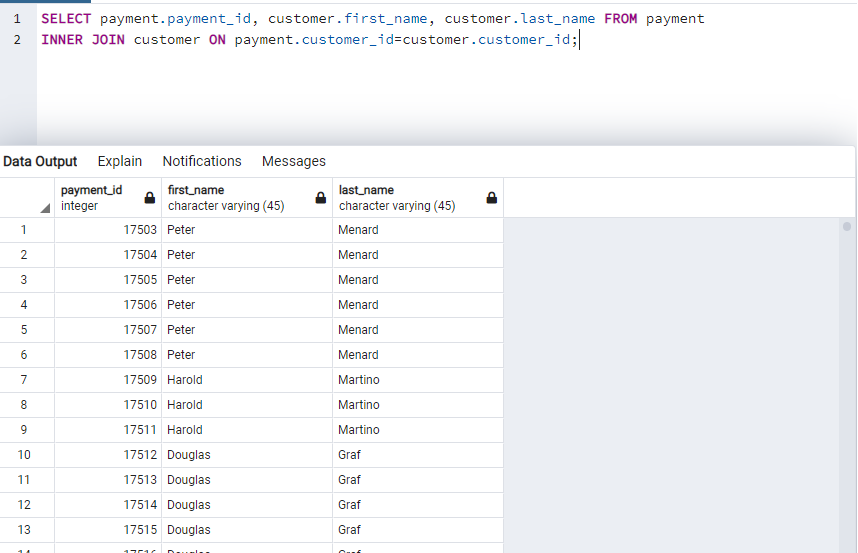 1 SELECT payment.payment_id, customer.first_name, customer.last_name FROM payment
2 INNER JOIN customer ON payment.customer_id=customer.customer_id;
Data Output Explain Notifications Messages
payment_id first_name last_name
integer character varying (45) character varying (45)
1 17503 Peter Menard
2 17504 Peter Menard
3 17505 Peter Menard
4 17506 Peter Menard
5 17507 Peter Menard
6 17508 Peter Menard
7 17509 Harold Martino
8 17510 Harold Martino
9 17511 Harold Martino
10 17512 Douglas Graf
11 17513 Douglas Graf
12 17514 Douglas Graf
13 17515 Douglas Graf
14 17516 Douglas Graf